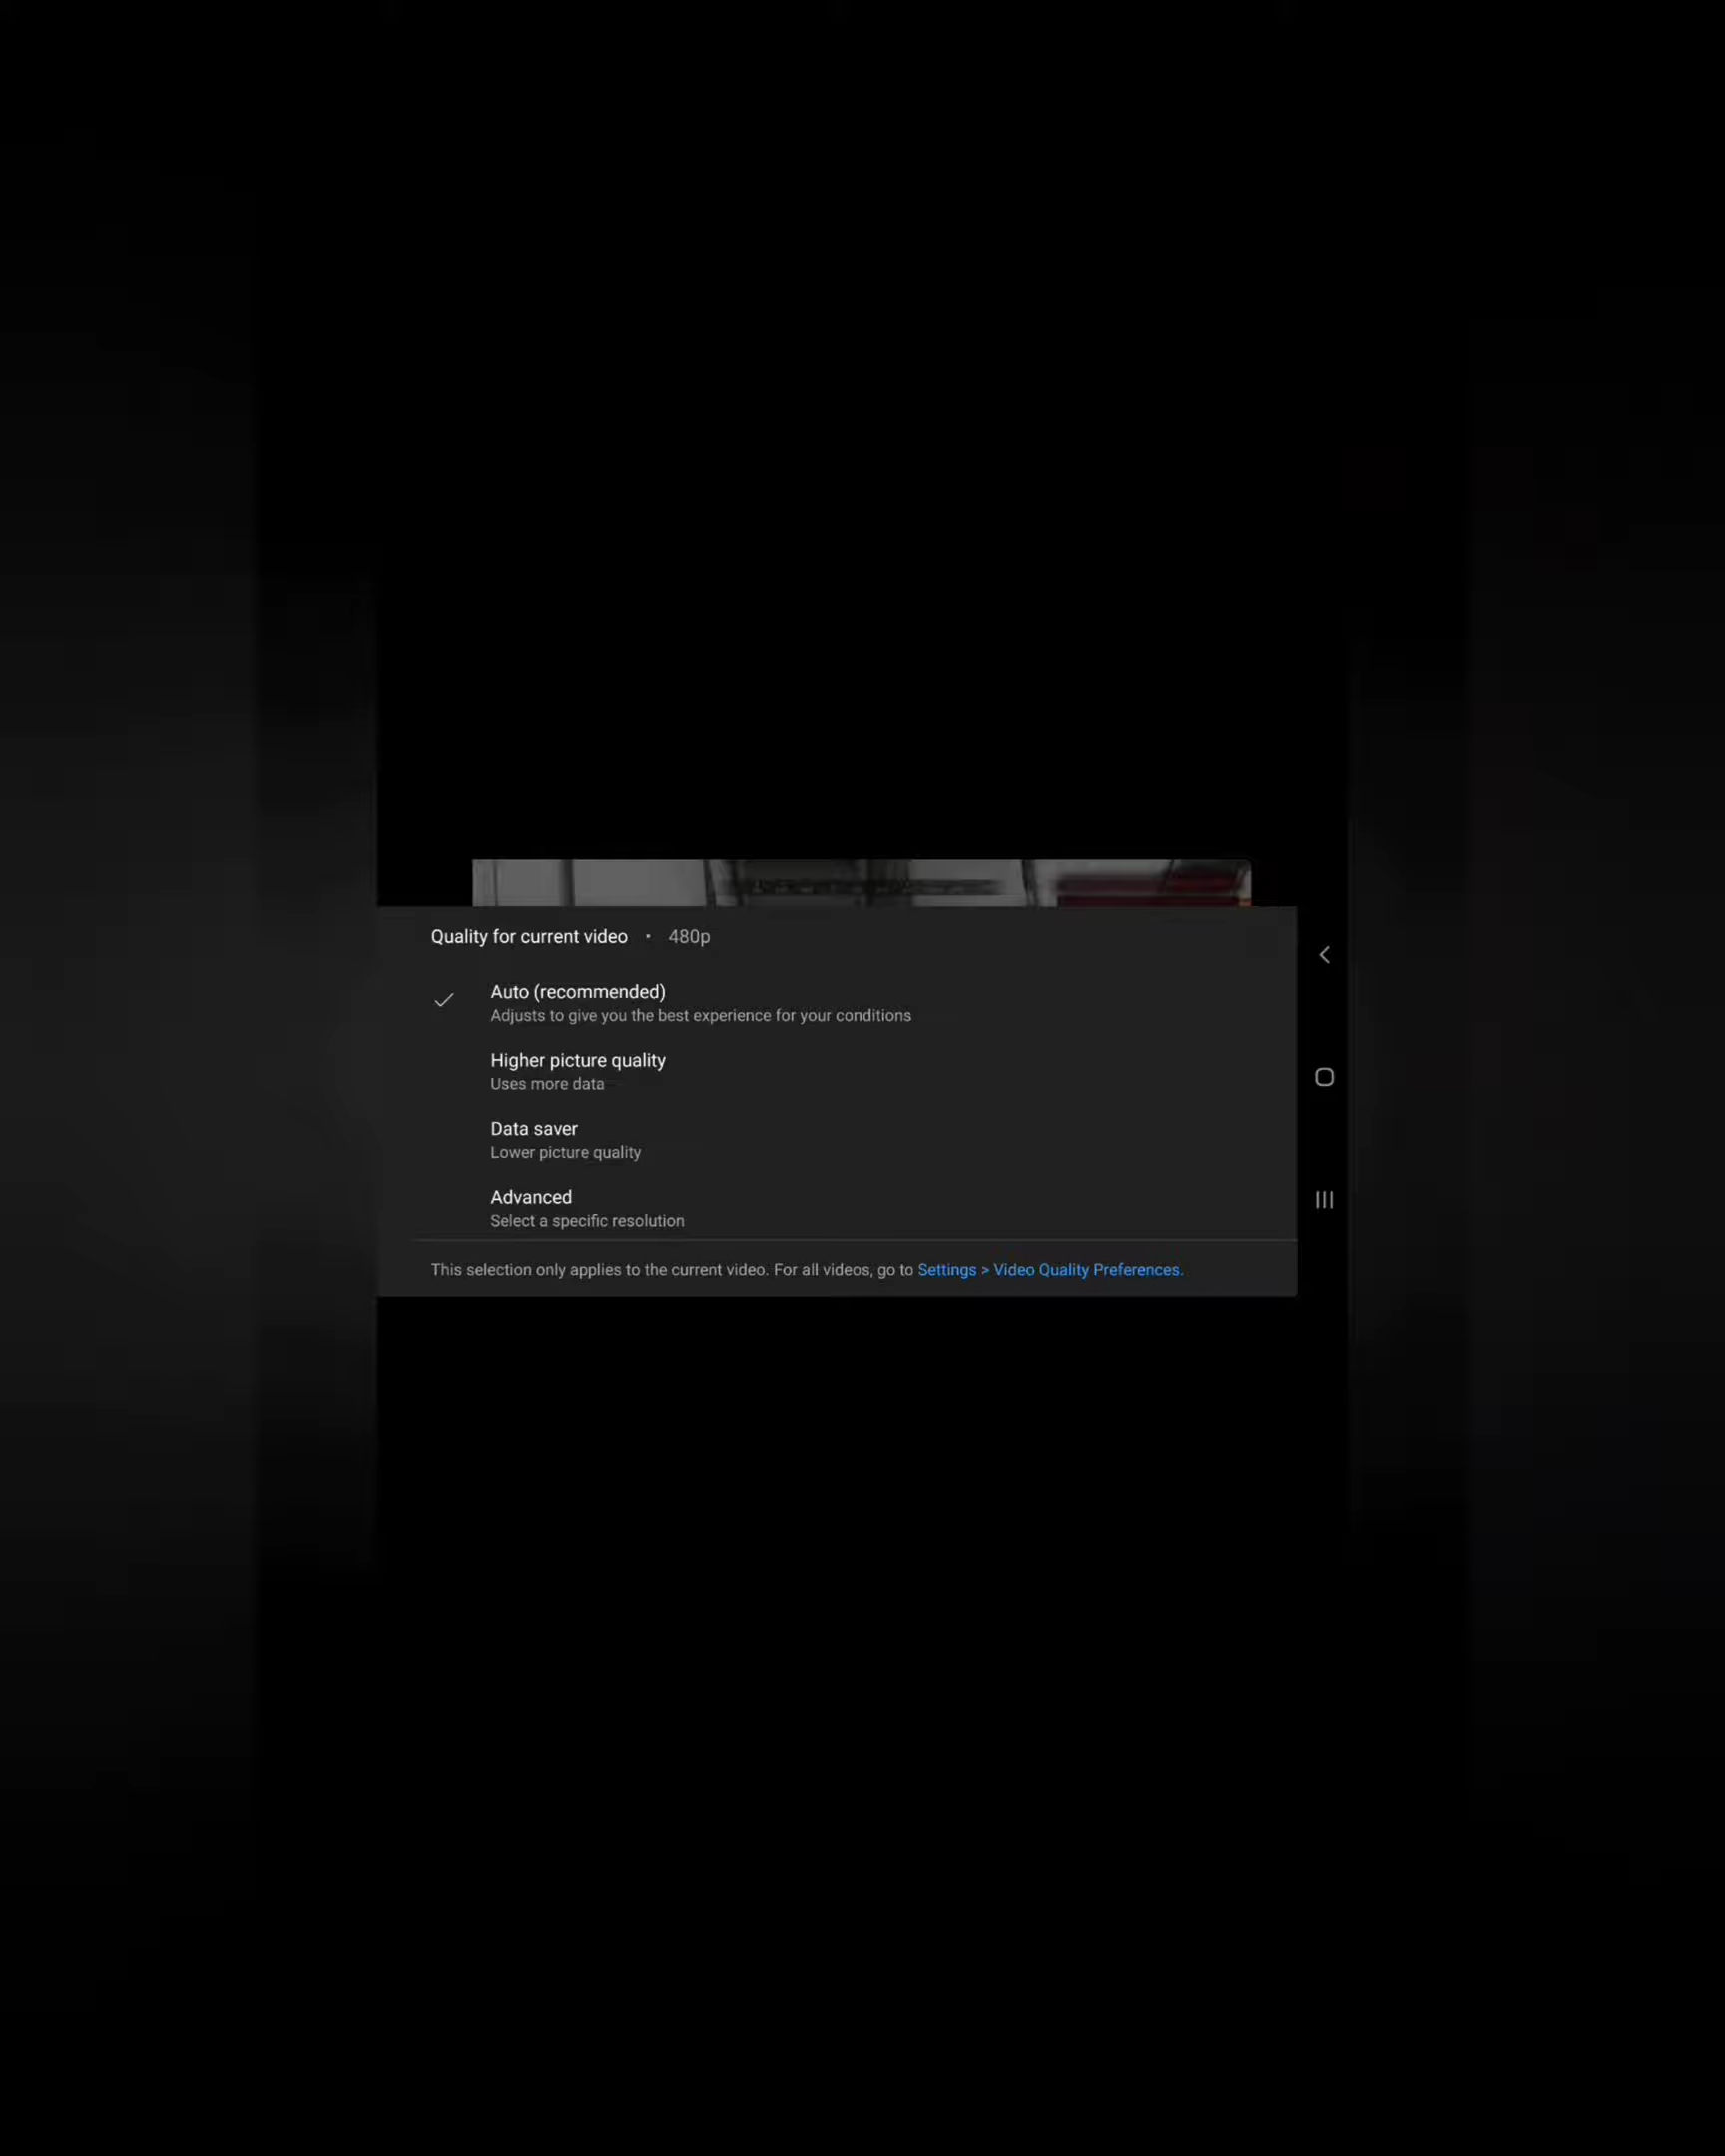 Quality for current video • 480p
Auto (recommended)
Adjusts to give you the best experience for your conditions
Higher picture quality
Uses more data
Data saver
Lower picture quality
Advanced
Select a specific resolution
This selection only applies to the current video. For all videos, go to Settings > Video Quality Preferences.